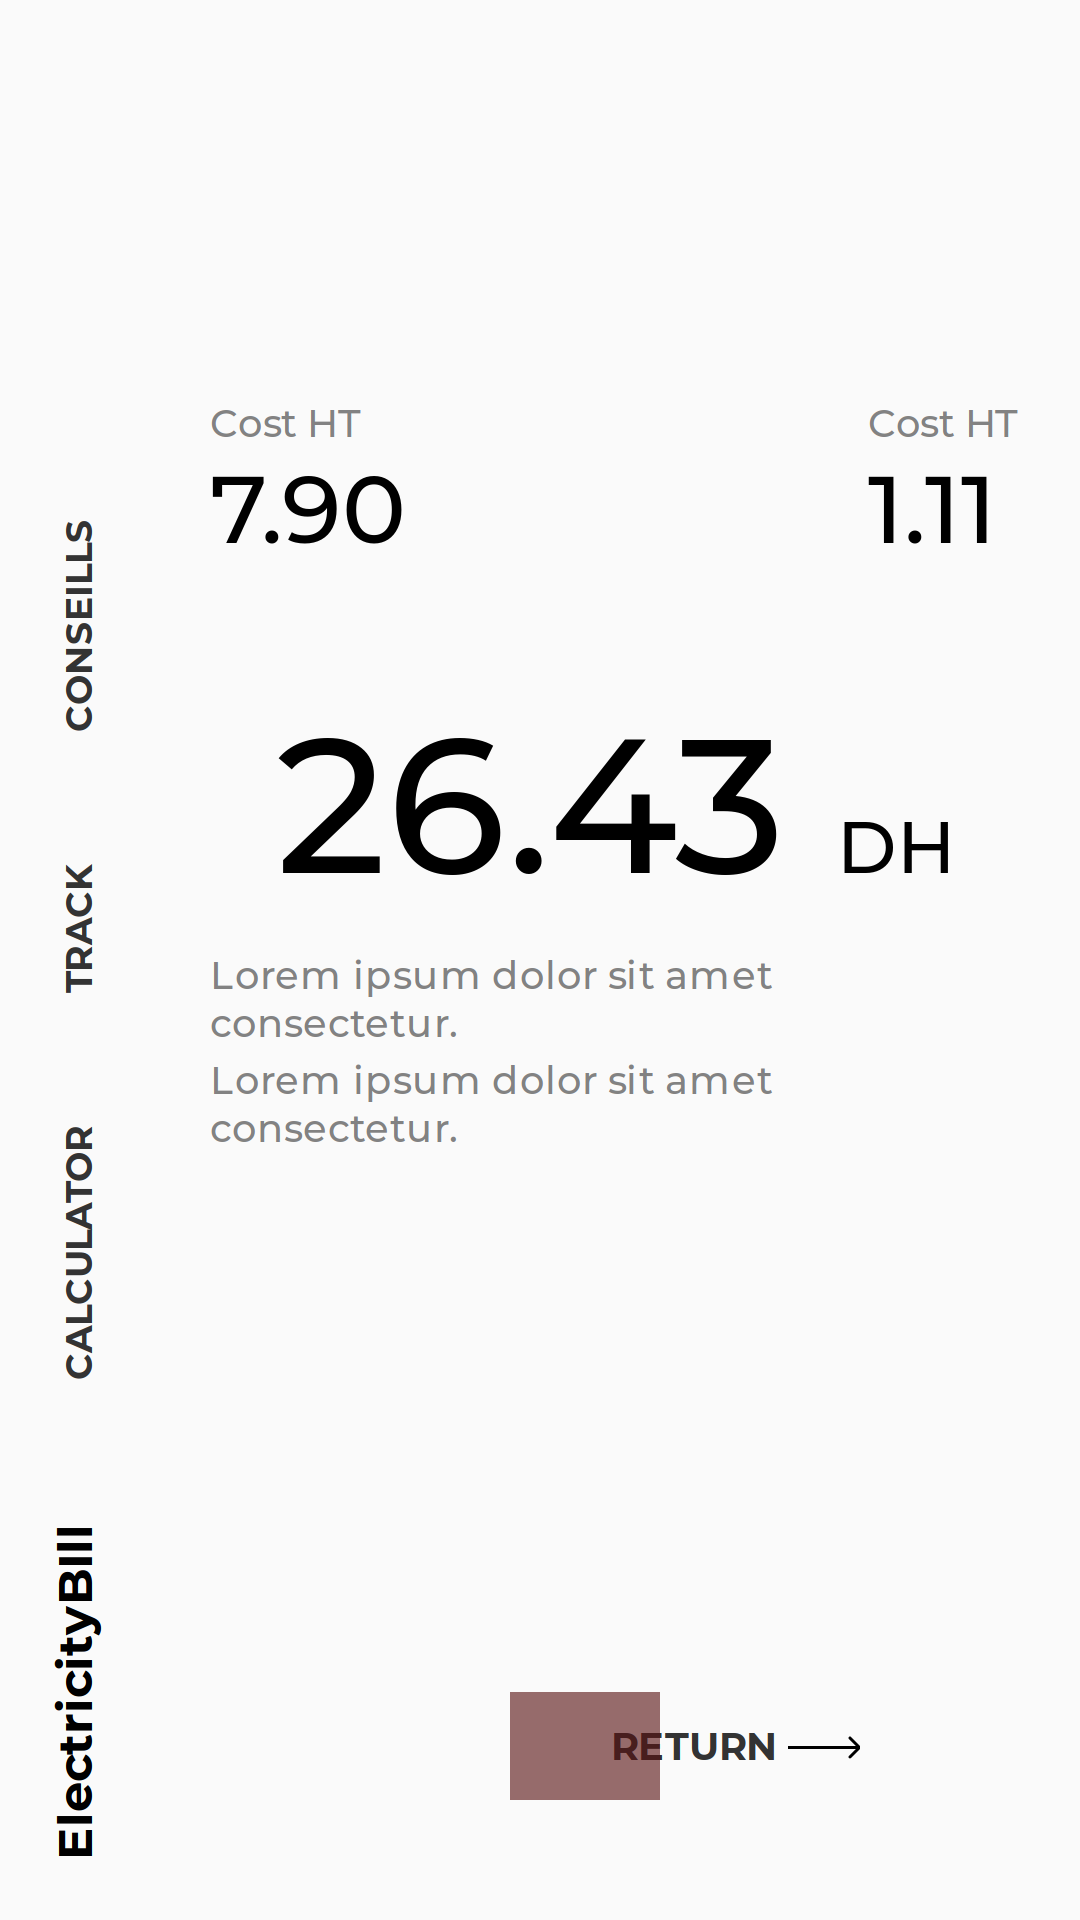 Cost HT
7.90
Cost HT
1.11
26.43 DH
Lorem ipsum dolor sit amet
consectetur.
Lorem ipsum dolor sit amet
consectetur.
RETURN
CONSEILLS
TRACK
CALCULATOR
ElectricityBill